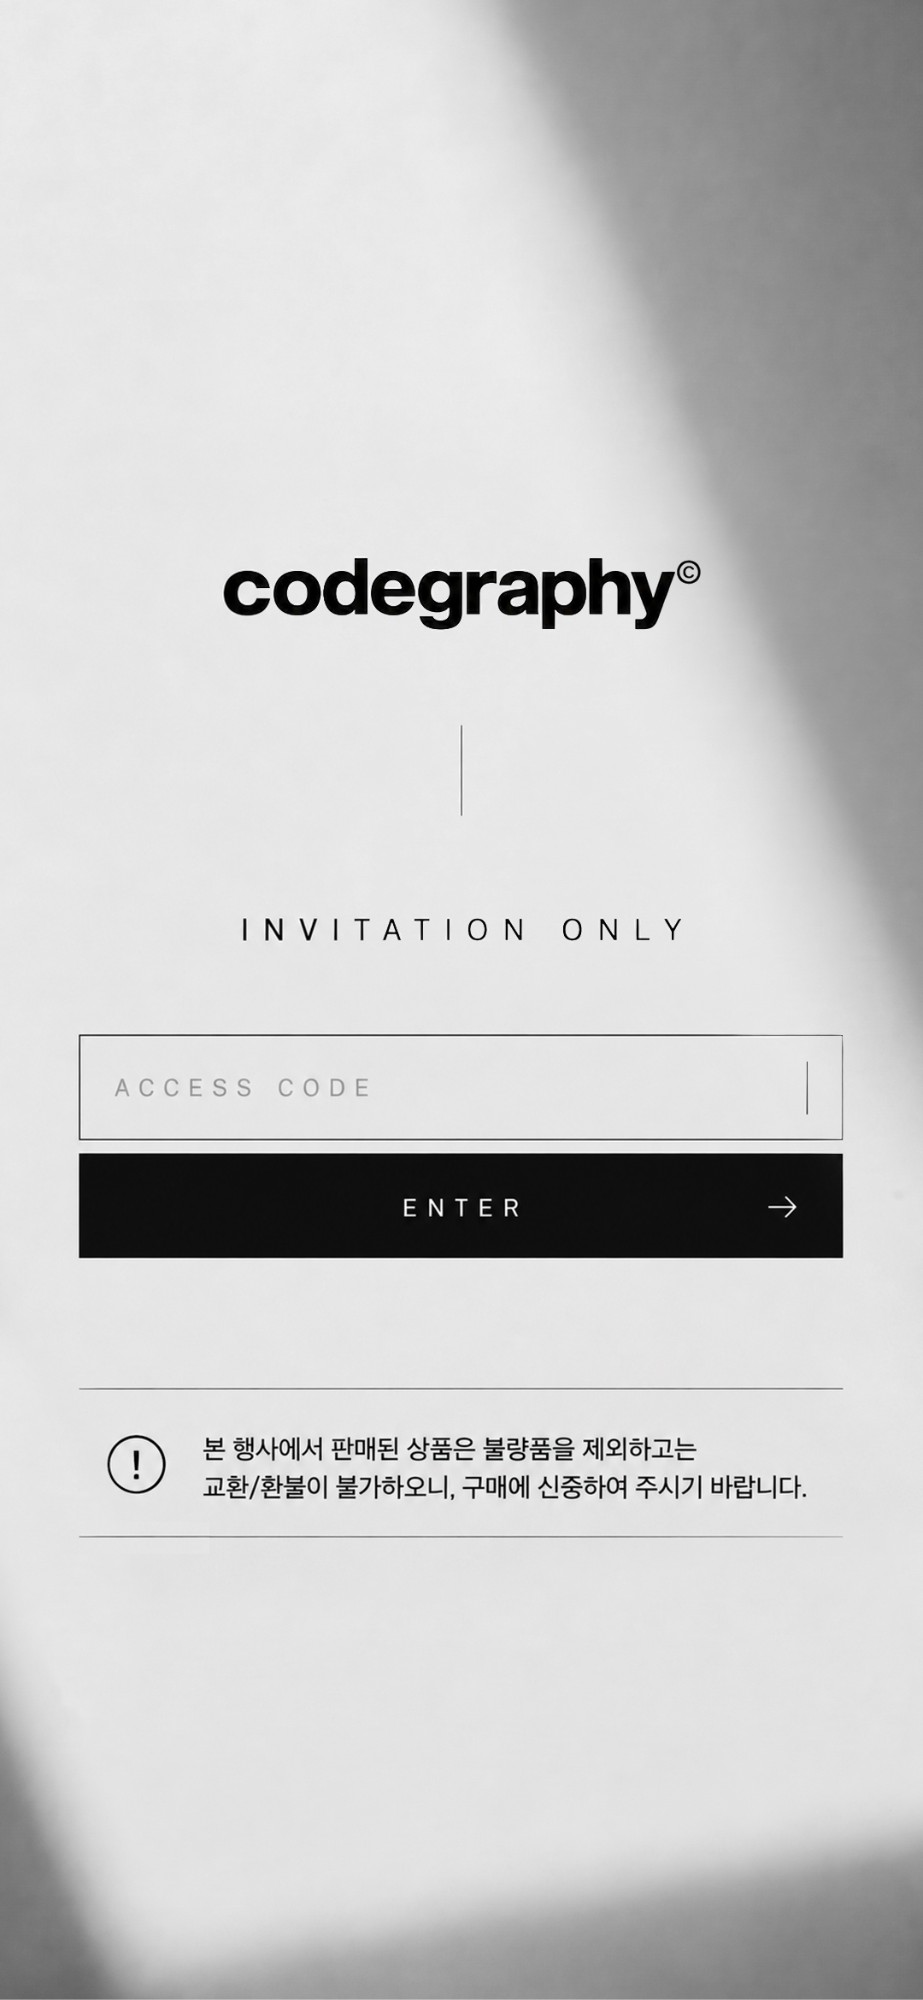 codegraphy©
INVITATION ONLY
ACCESS CODE
ENTER →
!
본 행사에서 판매된 상품은 불량품을 제외하고는
교환/환불이 불가하오니, 구매에 신중하여 주시기 바랍니다.